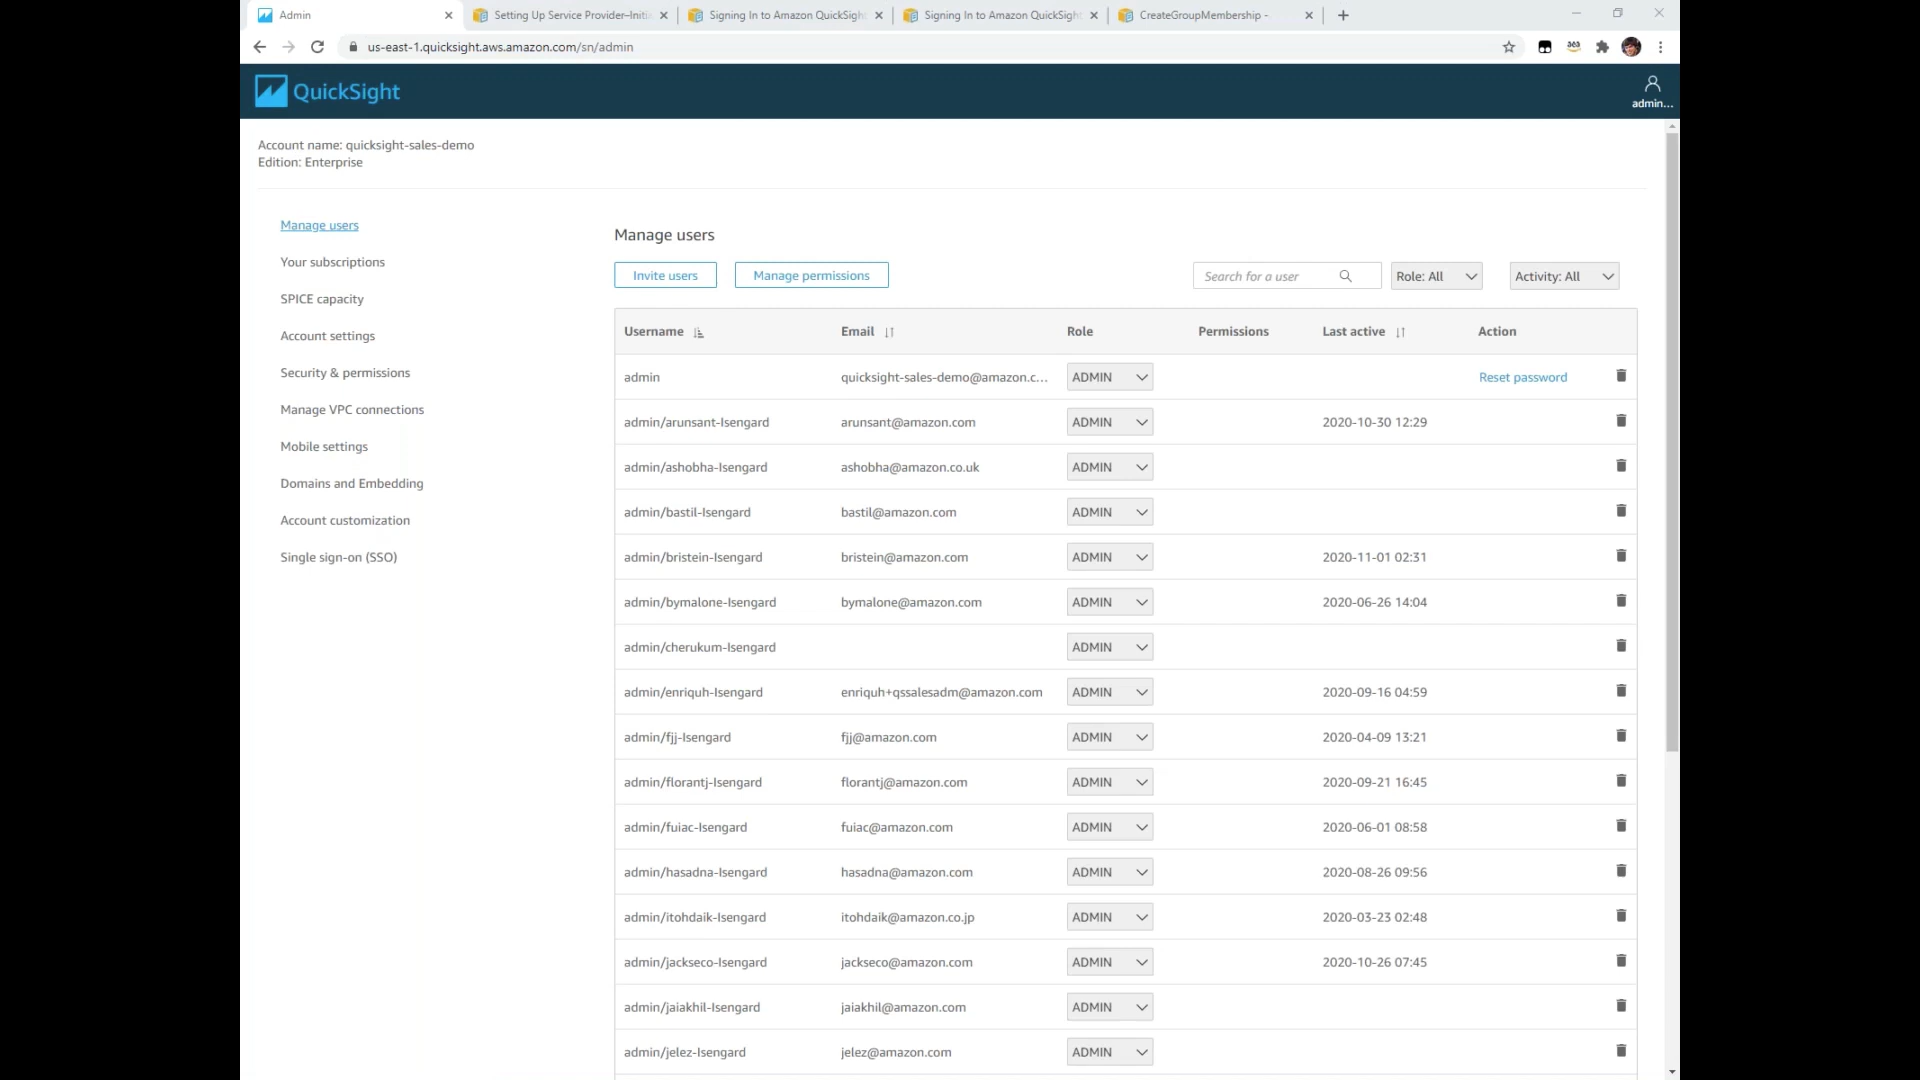 Admin
Setting Up Service Provider–Initi
Signing In to Amazon QuickSigh
Signing In to Amazon QuickSigh
CreateGroupMembership -
us-east-1.quicksight.aws.amazon.com/sn/admin
QuickSight
admin...
Account name: quicksight-sales-demo
Edition: Enterprise
Manage users
Your subscriptions
SPICE capacity
Account settings
Security & permissions
Manage VPC connections
Mobile settings
Domains and Embedding
Account customization
Single sign-on (SSO)
Manage users
Invite users Manage permissions Search for a user Role: All Activity: All
Username Email Role Permissions Last active Action
admin quicksight-sales-demo@amazon.c... ADMIN Reset password
admin/arunsant-Isengard arunsant@amazon.com ADMIN 2020-10-30 12:29
admin/ashobha-Isengard ashobha@amazon.co.uk ADMIN
admin/bastil-Isengard bastil@amazon.com ADMIN
admin/bristein-Isengard bristein@amazon.com ADMIN 2020-11-01 02:31
admin/bymalone-Isengard bymalone@amazon.com ADMIN 2020-06-26 14:04
admin/cherukum-Isengard ADMIN
admin/enriquh-Isengard enriquh+qssalesadm@amazon.com ADMIN 2020-09-16 04:59
admin/fjj-Isengard fjj@amazon.com ADMIN 2020-04-09 13:21
admin/florantj-Isengard florantj@amazon.com ADMIN 2020-09-21 16:45
admin/fuiac-Isengard fuiac@amazon.com ADMIN 2020-06-01 08:58
admin/hasadna-Isengard hasadna@amazon.com ADMIN 2020-08-26 09:56
admin/itohdaik-Isengard itohdaik@amazon.co.jp ADMIN 2020-03-23 02:48
admin/jackseco-Isengard jackseco@amazon.com ADMIN 2020-10-26 07:45
admin/jaiakhil-Isengard jaiakhil@amazon.com ADMIN
admin/jelez-Isengard jelez@amazon.com ADMIN